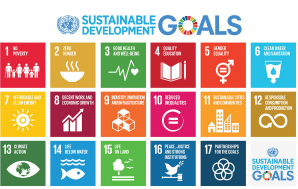 SUSTAINABLE
DEVELOPMENT
GOALS
1 NO
POVERTY
2 ZERO
HUNGER
3 GOOD HEALTH
AND WELL-BEING
4 QUALITY
EDUCATION
5 GENDER
EQUALITY
6 CLEAN WATER
AND SANITATION
7 AFFORDABLE AND
CLEAN ENERGY
8 DECENT WORK AND
ECONOMIC GROWTH
9 INDUSTRY, INNOVATION
AND INFRASTRUCTURE
10 REDUCED
INEQUALITIES
11 SUSTAINABLE CITIES
AND COMMUNITIES
12 RESPONSIBLE
CONSUMPTION
AND PRODUCTION
13 CLIMATE
ACTION
14 LIFE
BELOW WATER
15 LIFE
ON LAND
16 PEACE, JUSTICE
AND STRONG
INSTITUTIONS
17 PARTNERSHIPS
FOR THE GOALS
SUSTAINABLE
DEVELOPMENT
GOALS